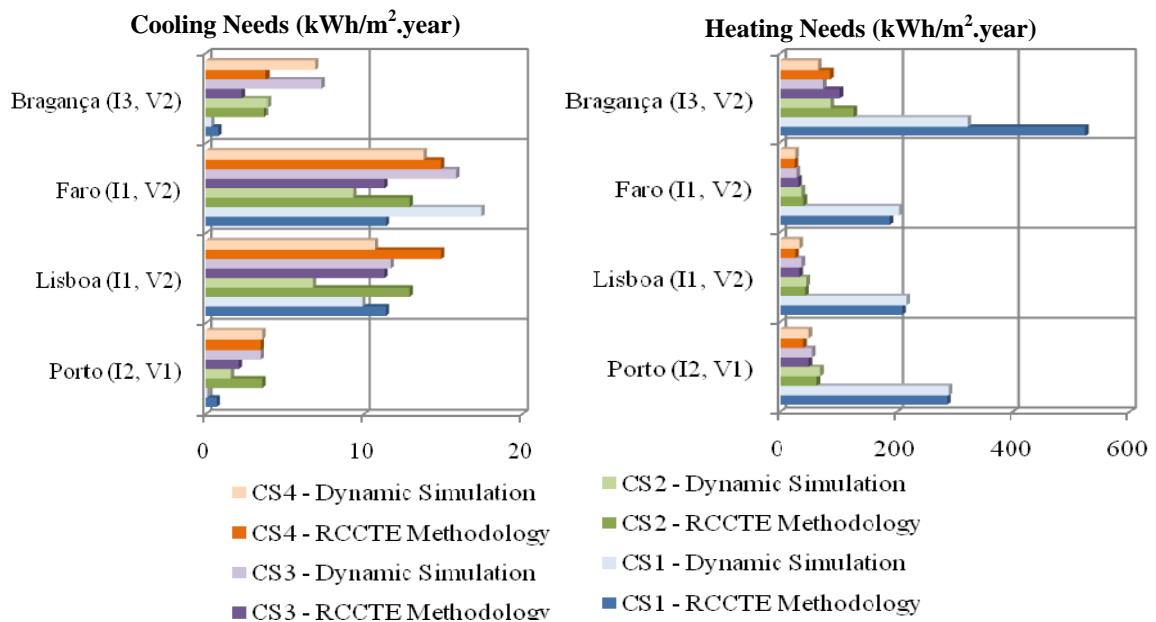 Cooling Needs (kWh/m².year)
Bragança (I3, V2)
Faro (I1, V2)
Lisboa (I1, V2)
Porto (I2, V1)
0 10 20
CS4 - Dynamic Simulation
CS4 - RCCTE Methodology
CS3 - Dynamic Simulation
CS3 - RCCTE Methodology
Heating Needs (kWh/m².year)
Bragança (I3, V2)
Faro (I1, V2)
Lisboa (I1, V2)
Porto (I2, V1)
0 200 400 600
CS2 - Dynamic Simulation
CS2 - RCCTE Methodology
CS1 - Dynamic Simulation
CS1 - RCCTE Methodology